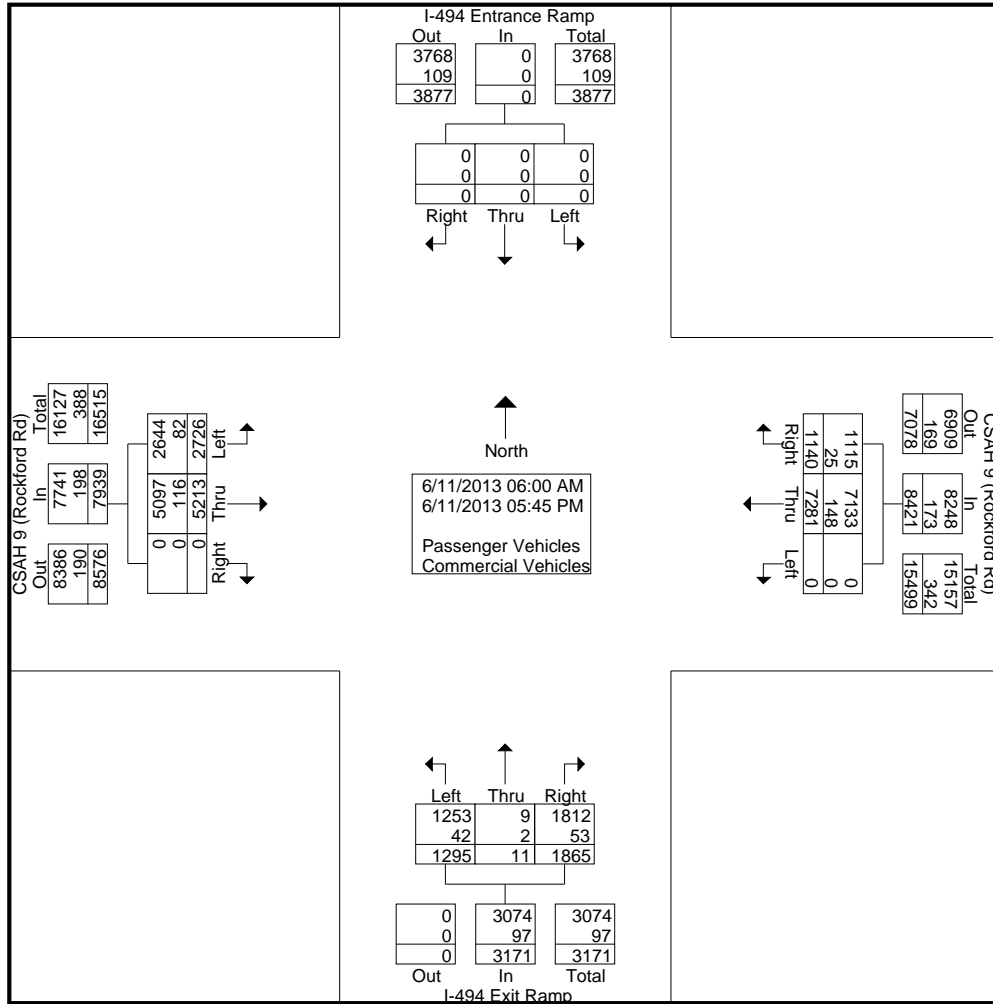 I-494 Entrance Ramp
Out In Total
3768 0 3768
109 0 109
3877 0 3877
0 0 0
0 0 0
0 0 0
Right Thru Left
CSAH 9 (Rockford Rd)
Total In Out
16127 7741 8386
388 198 190
16515 7939 8576
2644 5097 0
82 116 0
2726 5213 0
Left Thru Right
North
6/11/2013 06:00 AM
6/11/2013 05:45 PM
Passenger Vehicles
Commercial Vehicles
Right Thru Left
1115 7133 0
25 148 0
1140 7281 0
CSAH 9 (Rockford Rd)
Out In Total
6909 8248 15157
169 173 342
7078 8421 15499
Left Thru Right
1253 9 1812
42 2 53
1295 11 1865
0 3074 3074
0 97 97
0 3171 3171
Out In Total
I-494 Exit Ramp